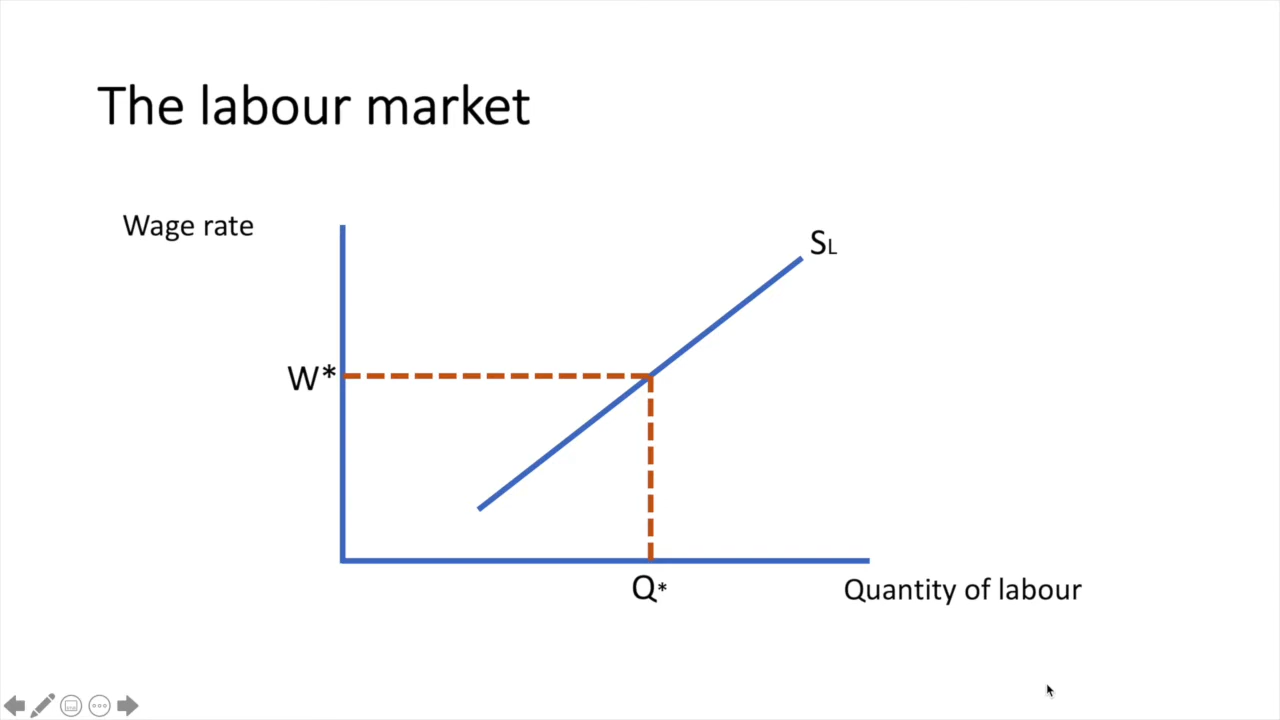 The labour market
Wage rate
SL
W*
Q*
Quantity of labour